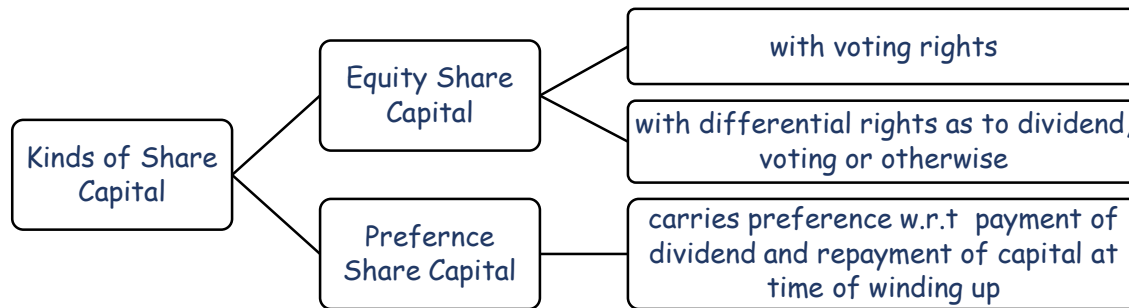 Kinds of Share
Capital
Equity Share
Capital
with voting rights
with differential rights as to dividend,
voting or otherwise
Prefernce
Share Capital
carries preference w.r.t payment of
dividend and repayment of capital at
time of winding up